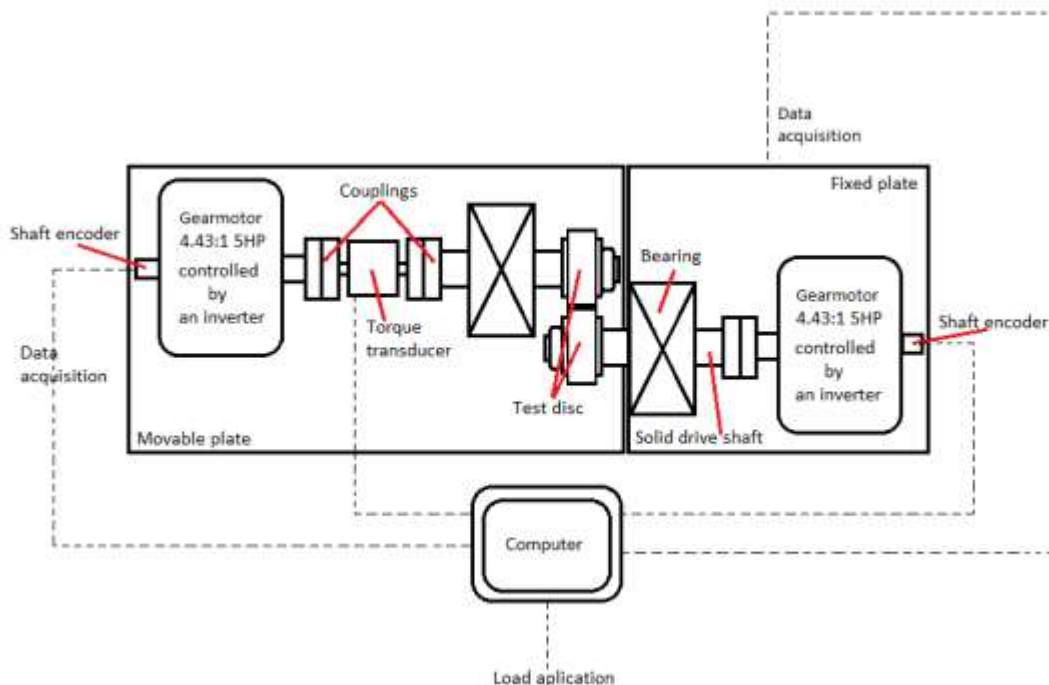 Data
acquisition
Fixed plate
Couplings
Gearmotor
4.43:1 5HP
controlled
by
an inverter
Shaft encoder
Bearing
Gearmotor
4.43:1 5HP
controlled
by
an inverter
Shaft encoder
Torque
transducer
Data
acquisition
Test disc
Movable plate
Solid drive shaft
Computer
Load aplication